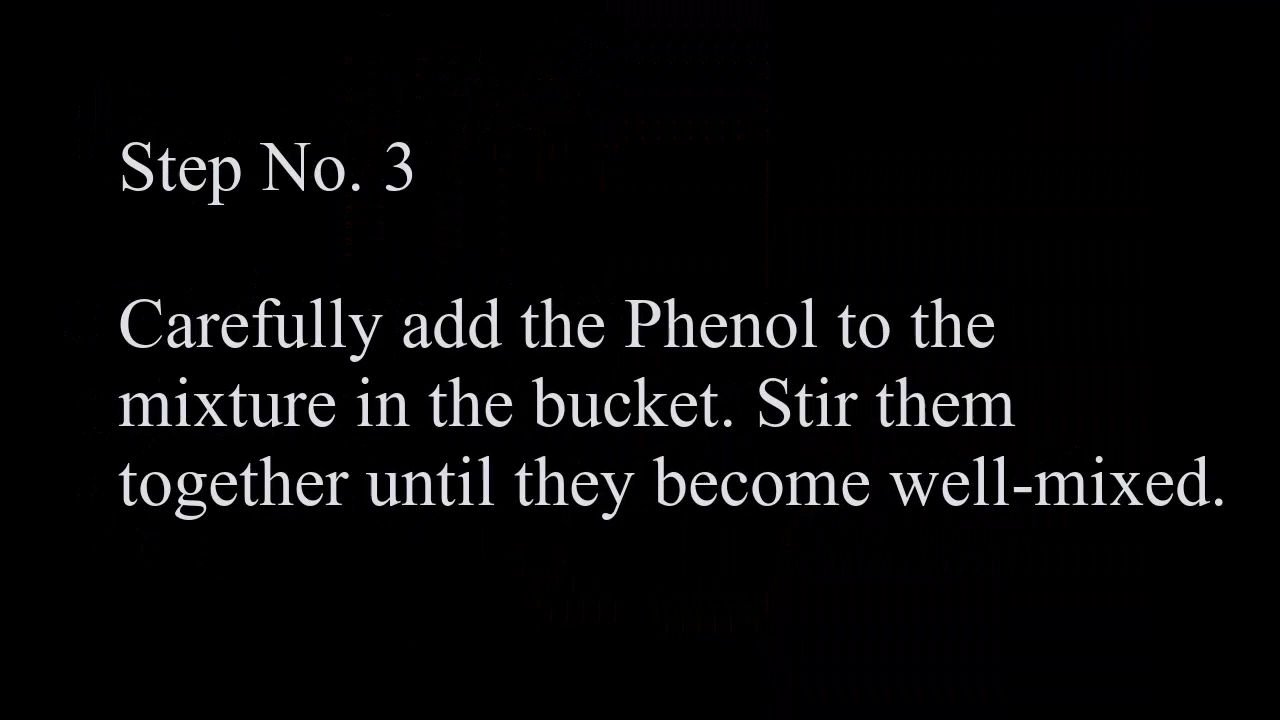 Step No. 3
Carefully add the Phenol to the
mixture in the bucket. Stir them
together until they become well-mixed.